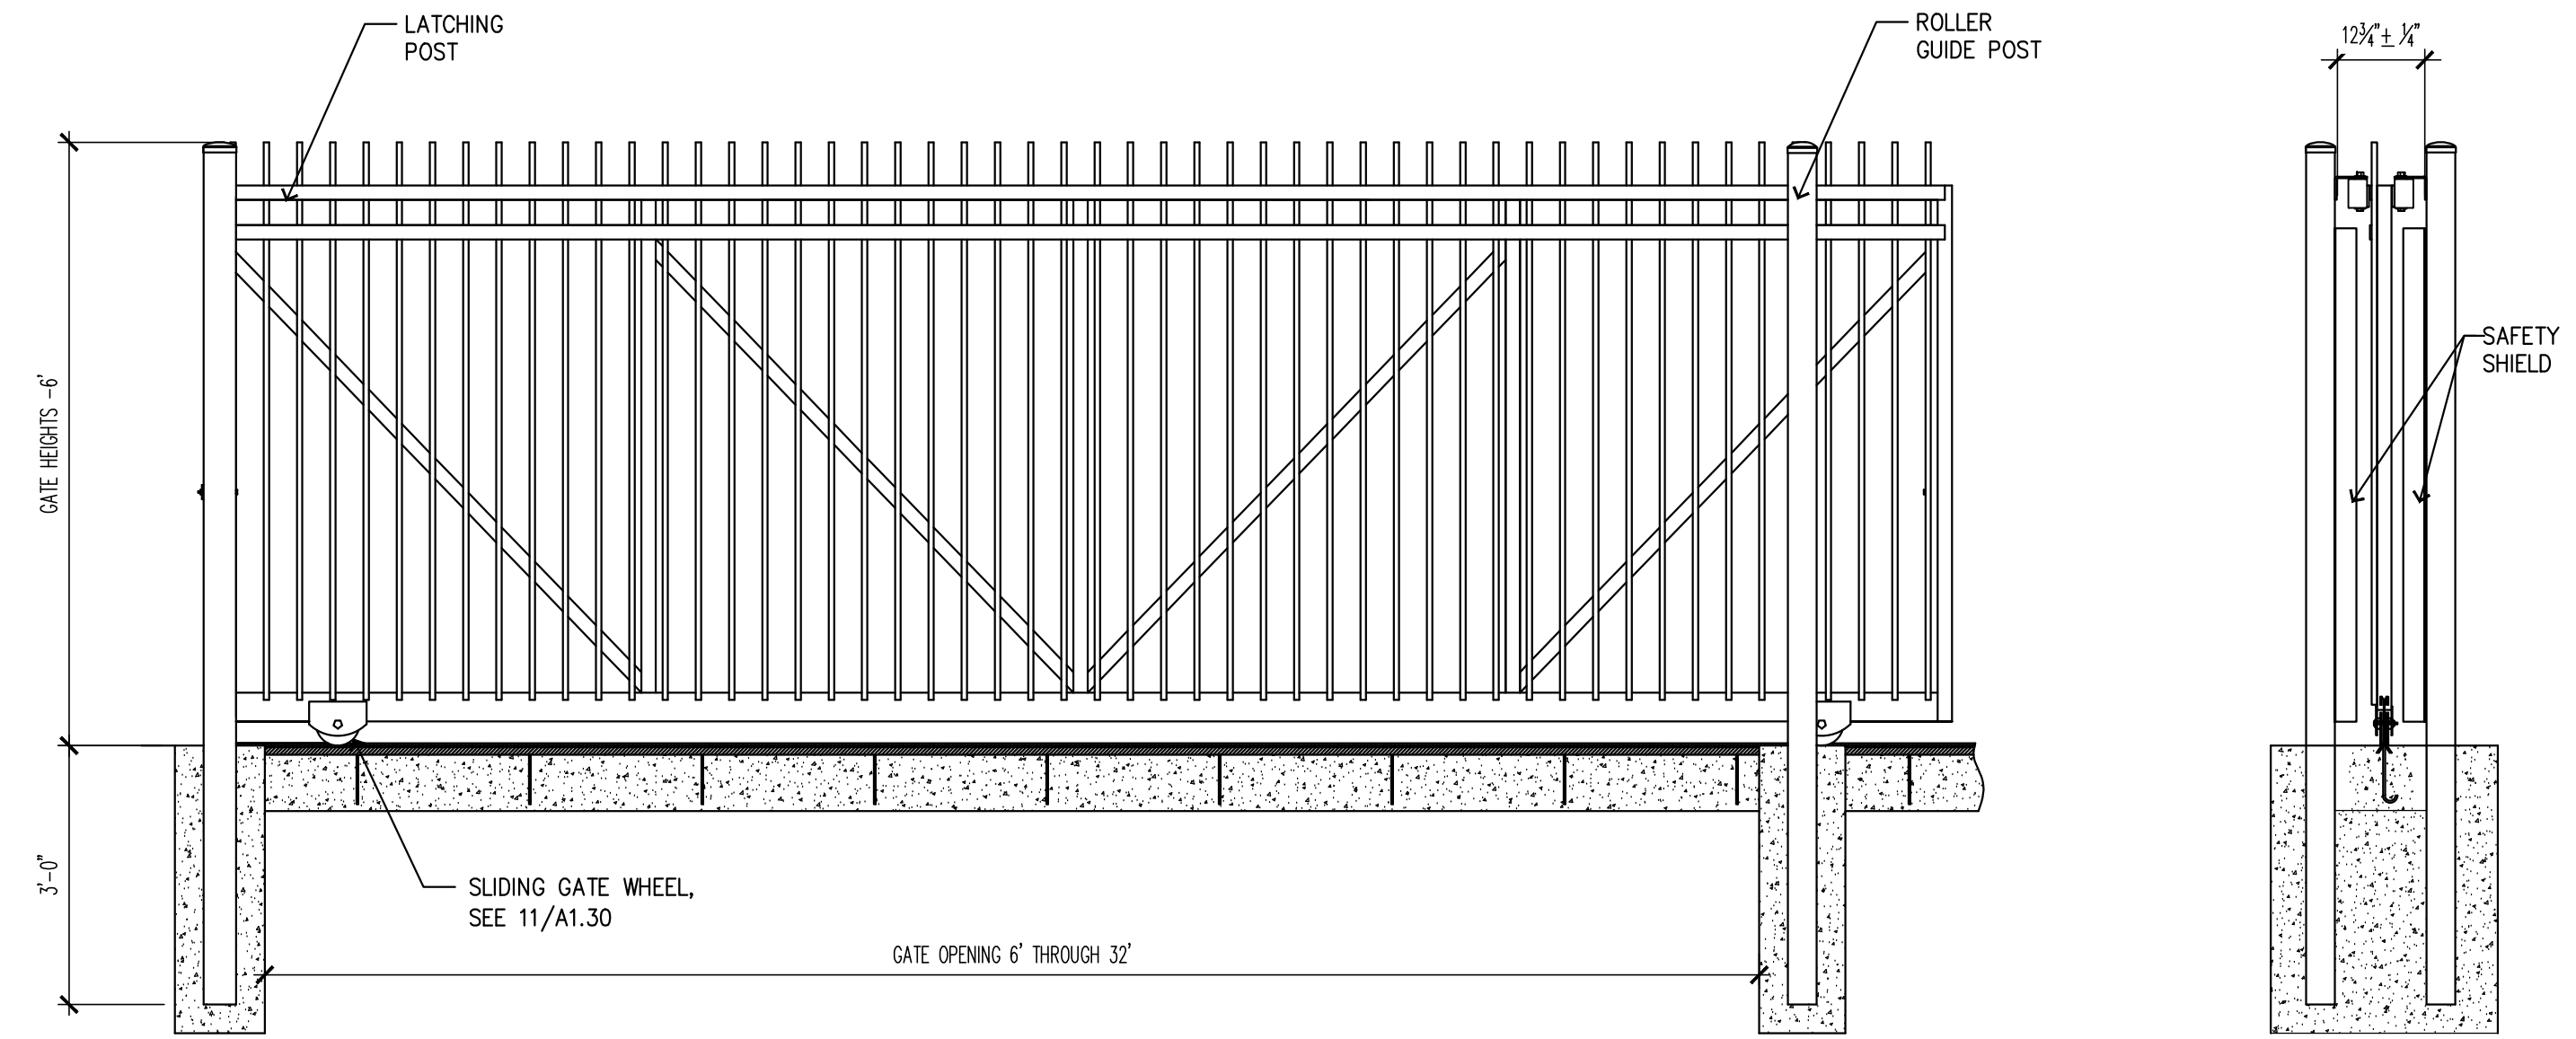 LATCHING
POST
ROLLER
GUIDE POST
12¾"± ¼"
SAFETY
SHIELD
GATE HEIGHTS -6'
3'-0"
SLIDING GATE WHEEL,
SEE 11/A1.30
GATE OPENING 6' THROUGH 32'